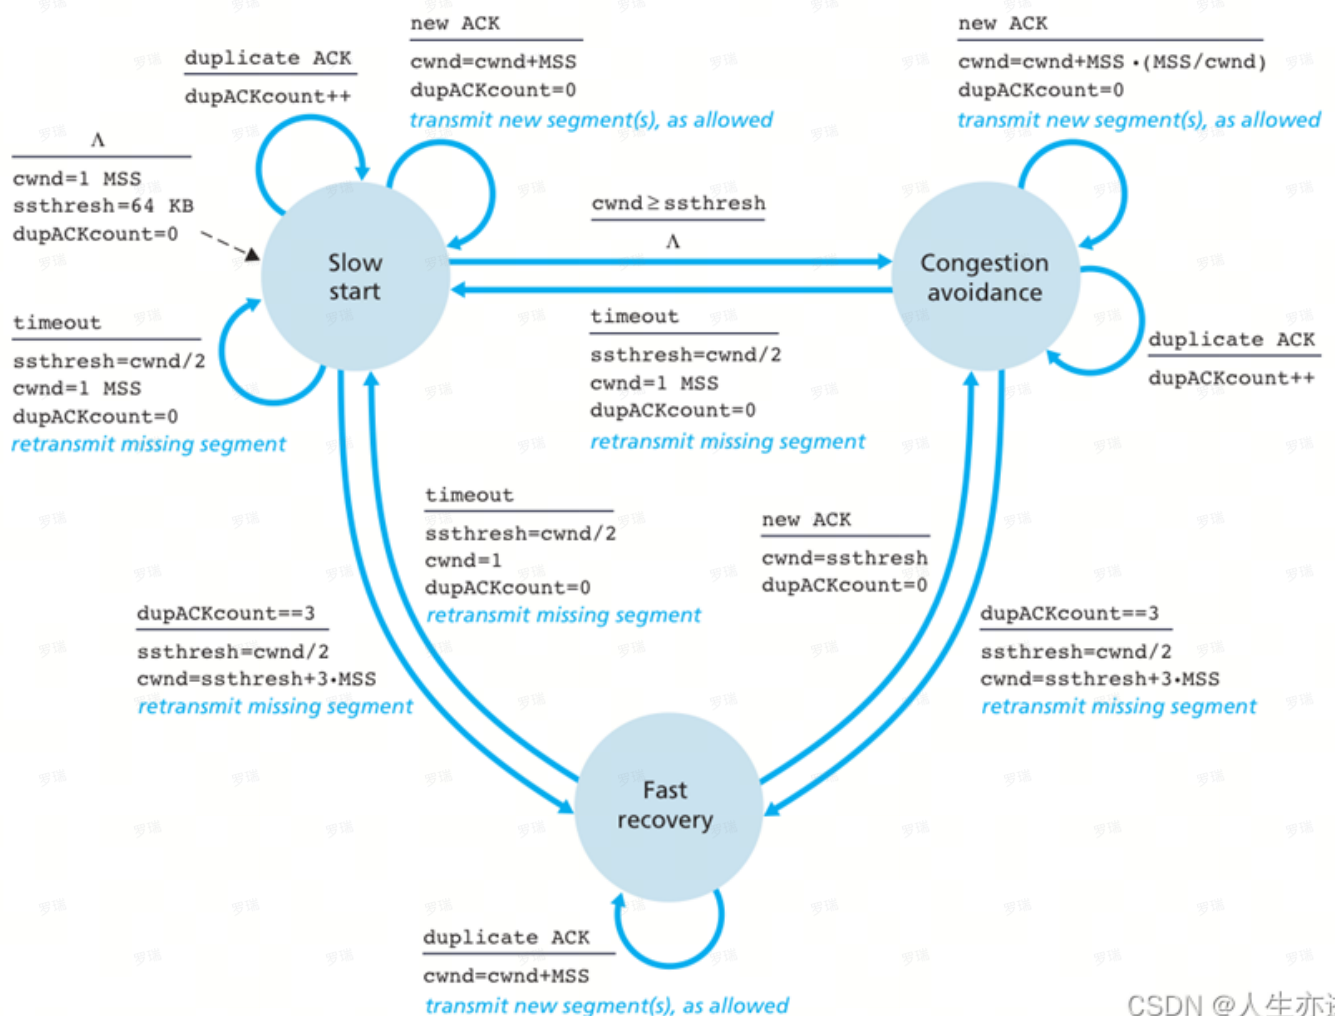 new ACK
cwnd=cwnd+MSS
dupACKcount=0
transmit new segment(s), as allowed
new ACK
cwnd=cwnd+MSS •(MSS/cwnd)
dupACKcount=0
transmit new segment(s), as allowed
duplicate ACK
dupACKcount++
Λ
cwnd=1 MSS
ssthresh=64 KB
dupACKcount=0
cwnd≥ssthresh
Λ
Slow
start
Congestion
avoidance
timeout
ssthresh=cwnd/2
cwnd=1 MSS
dupACKcount=0
retransmit missing segment
timeout
ssthresh=cwnd/2
cwnd=1 MSS
dupACKcount=0
retransmit missing segment
duplicate ACK
dupACKcount++
timeout
ssthresh=cwnd/2
cwnd=1
dupACKcount=0
retransmit missing segment
new ACK
cwnd=ssthresh
dupACKcount=0
dupACKcount==3
ssthresh=cwnd/2
cwnd=ssthresh+3•MSS
retransmit missing segment
dupACKcount==3
ssthresh=cwnd/2
cwnd=ssthresh+3•MSS
retransmit missing segment
Fast
recovery
duplicate ACK
cwnd=cwnd+MSS
transmit new segment(s), as allowed
CSDN @人生亦